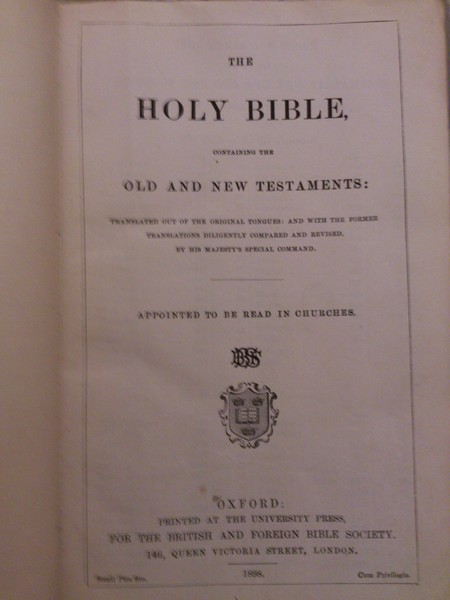 THE
HOLY BIBLE,
CONTAINING THE
OLD AND NEW TESTAMENTS:
TRANSLATED OUT OF THE ORIGINAL TONGUES: AND WITH THE FORMER
TRANSLATIONS DILIGENTLY COMPARED AND REVISED,
BY HIS MAJESTY'S SPECIAL COMMAND.
APPOINTED TO BE READ IN CHURCHES.
OXFORD:
PRINTED AT THE UNIVERSITY PRESS,
FOR THE BRITISH AND FOREIGN BIBLE SOCIETY.
146, QUEEN VICTORIA STREET, LONDON.
1898.
Cum Privilegio.